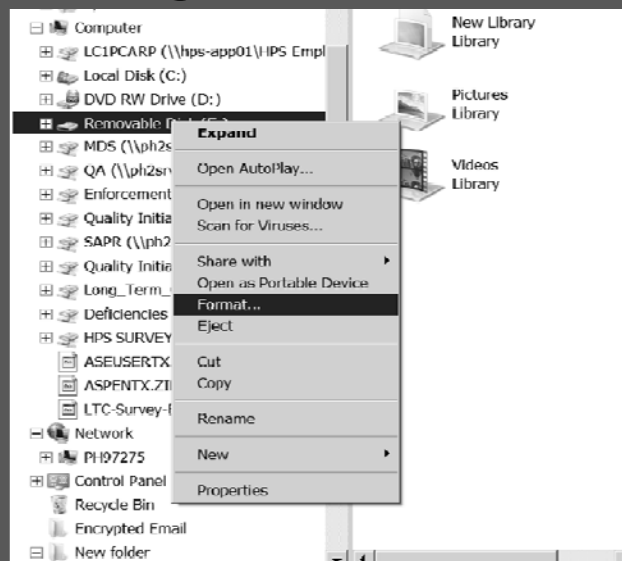 Computer
LC1PCARP (\\hps-app01\HPS Empl
Local Disk (C:)
DVD RW Drive (D:)
Removable
MDS (\\ph2s
QA (\\ph2srv
Enforcement
Quality Initia
SAPR (\\ph2
Quality Initia
Long_Term_
Deficiencies
HPS SURVEY
ASEUSERTX
ASPENTX.ZI
LTC-Survey-
Network
PH97275
Control Panel
Recycle Bin
Encrypted Email
New folder
Expand
Open AutoPlay...
Open in new window
Scan for Viruses...
Share with
Open as Portable Device
Format...
Eject
Cut
Copy
Rename
New
Properties
New Library
Library
Pictures
Library
Videos
Library